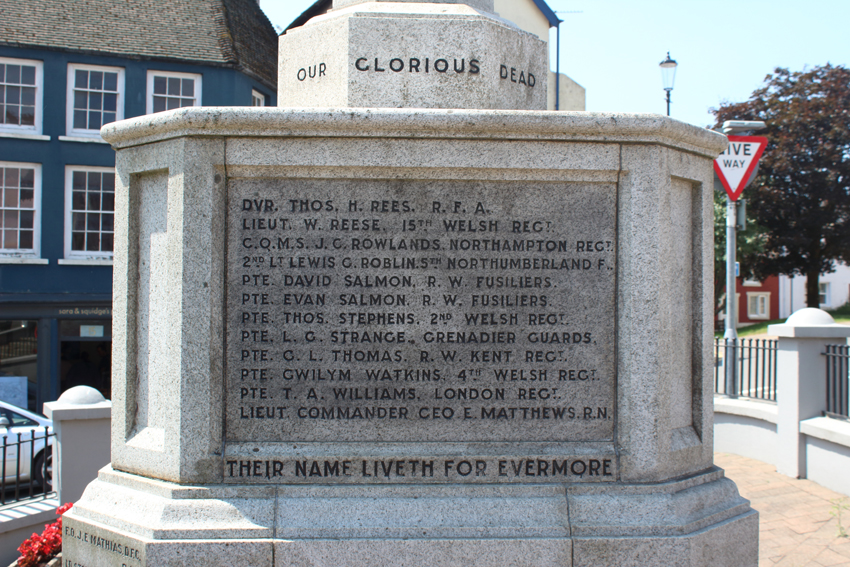 OUR GLORIOUS DEAD
DVR. THOS. H. REES. R. F. A.
LIEUT. W. REESE, 15TH WELSH REGT.
C.Q.M.S. J. G. ROWLANDS. NORTHAMPTON REGT.
2ND LT LEWIS G. ROBLIN. 5TH NORTHUMBERLAND F..
PTE. DAVID SALMON, R. W. FUSILIERS.
PTE. EVAN SALMON, R. W. FUSILIERS.
PTE. THOS. STEPHENS, 2ND WELSH REGT.
PTE. L. G. STRANGE., GRENADIER GUARDS.
PTE. G. L. THOMAS, R. W. KENT REGT.
PTE. GWILYM WATKINS, 4TH WELSH REGT.
PTE. T. A. WILLIAMS, LONDON REGT.
LIEUT. COMMANDER GEO E. MATTHEWS. R.N.
THEIR NAME LIVETH FOR EVERMORE
F.O. J. E. MATHIAS. D.F.C.
GIVE
WAY